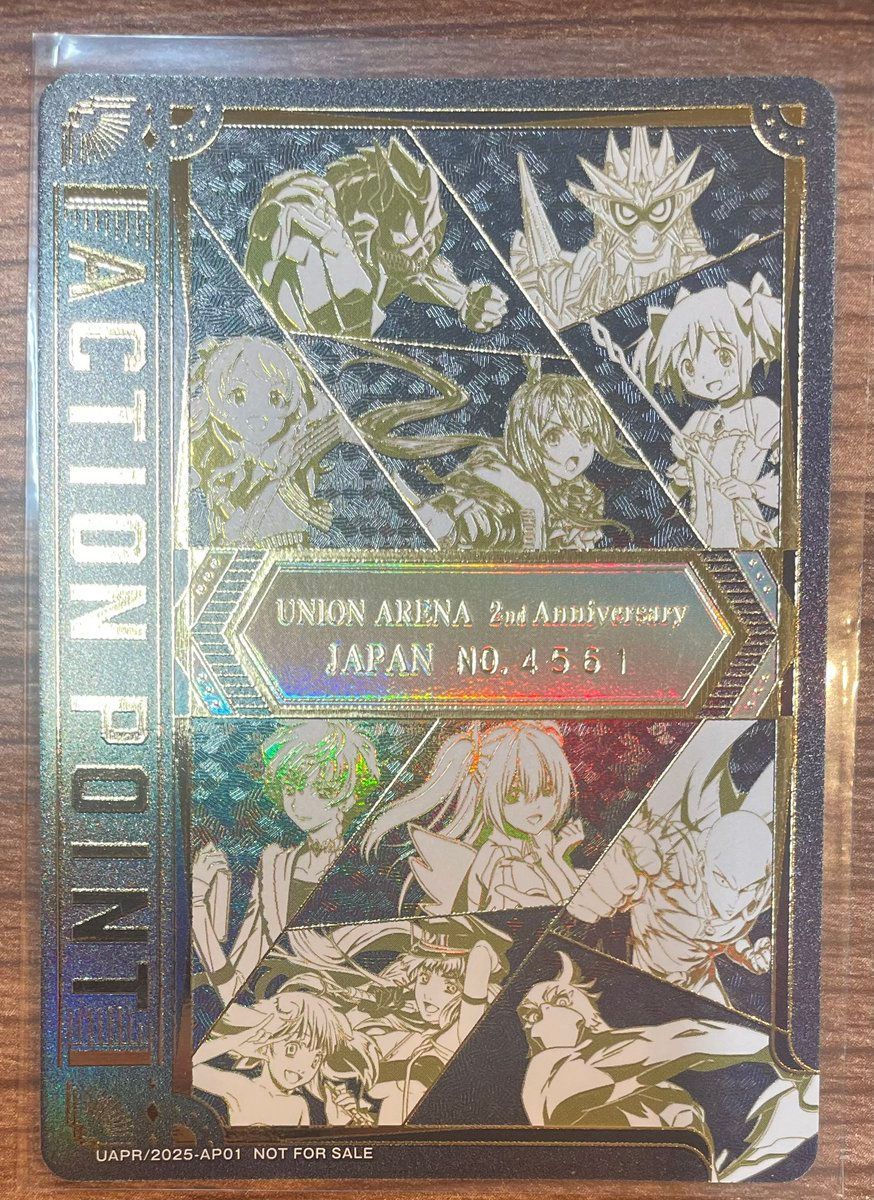 ACTION POINT
UNION ARENA 2nd Anniversary
JAPAN NO. 4561
UAPR/2025-AP01 NOT FOR SALE